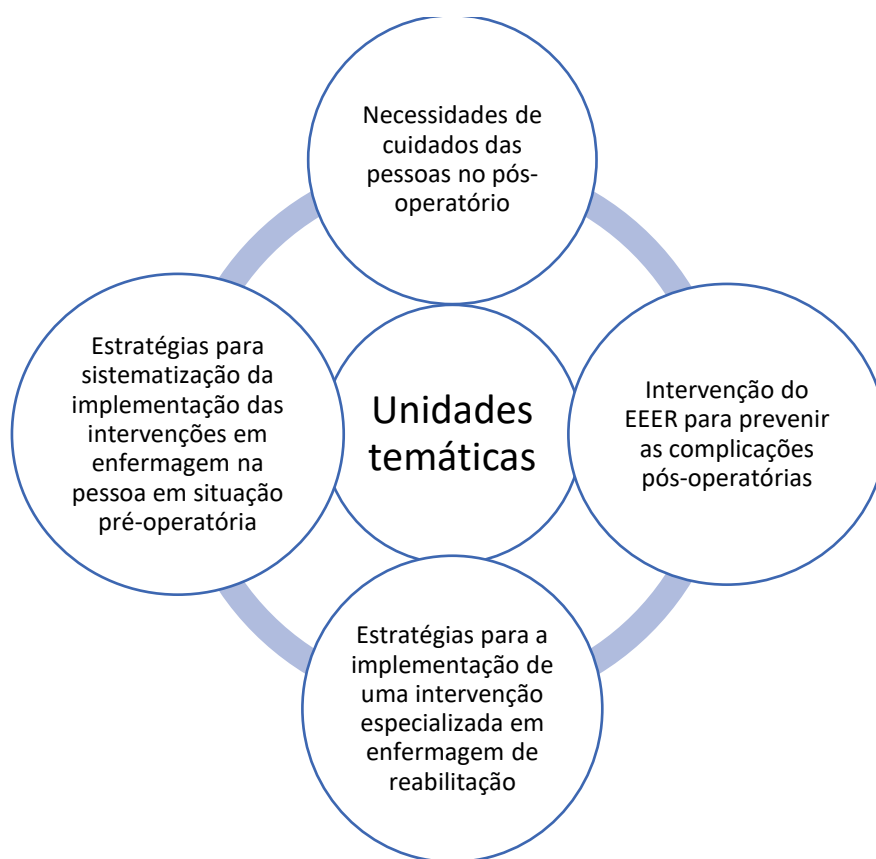 Necessidades de
cuidados das
pessoas no pós-
operatório
Estratégias para
sistematização da
implementação das
intervenções em
enfermagem na
pessoa em situação
pré-operatória
Unidades
temáticas
Intervenção do
EEER para prevenir
as complicações
pós-operatórias
Estratégias para a
implementação de
uma intervenção
especializada em
enfermagem de
reabilitação